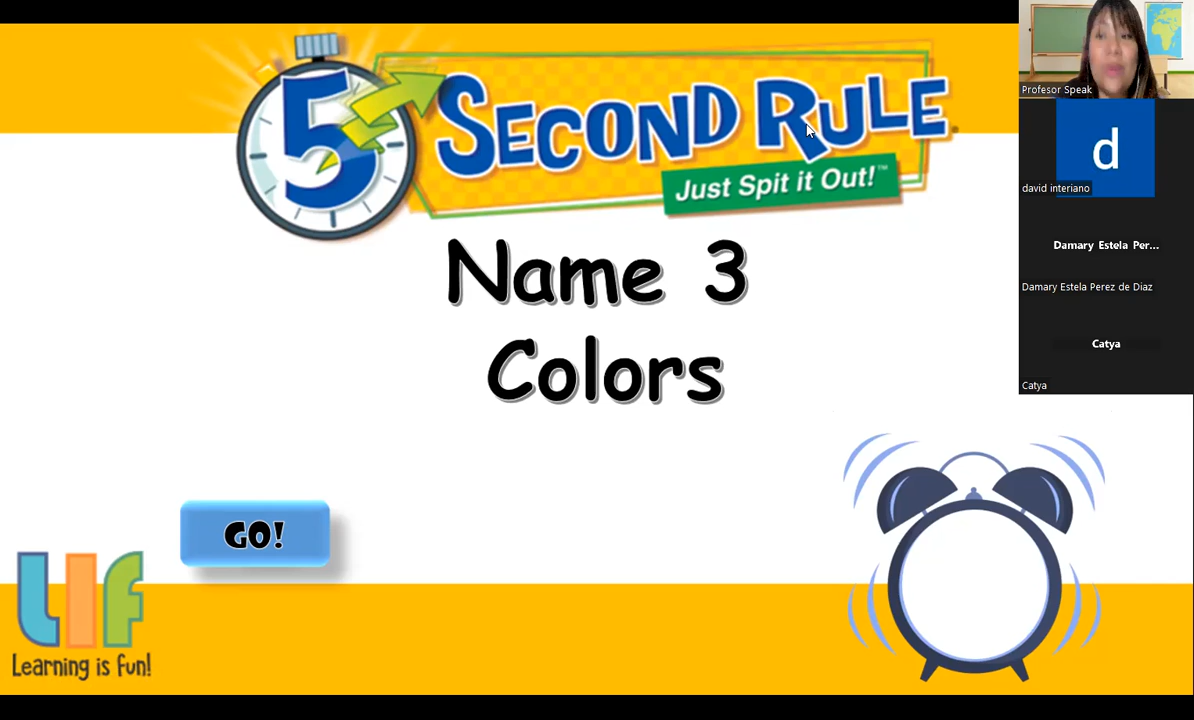 5 SECOND RULE
Just Spit it Out!™
Name 3
Colors
GO!
LIF
Learning is fun!
Profesor Speak
d
david interiano
Damary Estela Per...
Damary Estela Perez de Diaz
Catya
Catya